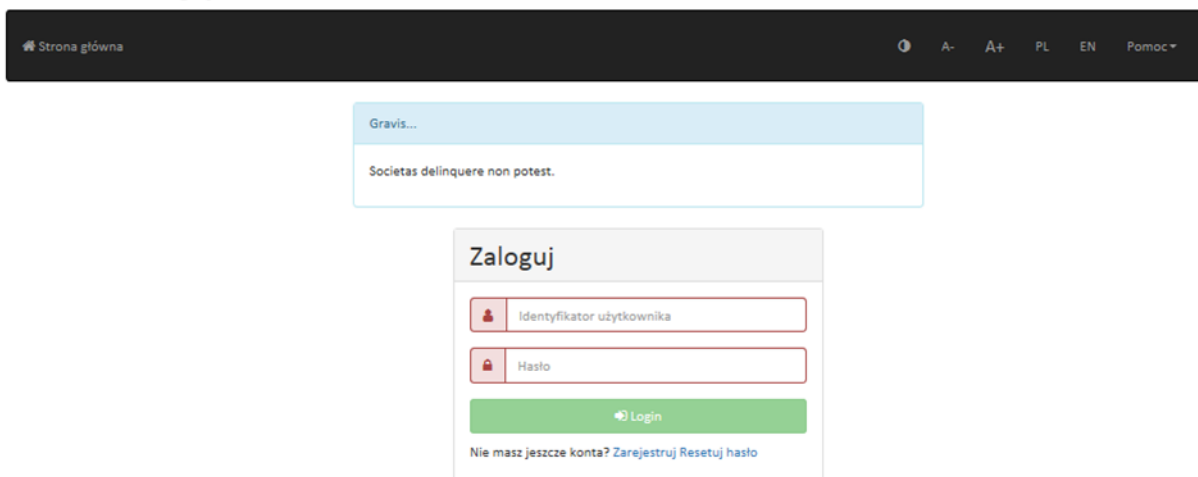 Strona główna A- A+ PL EN Pomoc
Gravis...
Societas delinquere non potest.
Zaloguj
Identyfikator użytkownika
Hasło
Login
Nie masz jeszcze konta? Zarejestruj Resetuj hasło